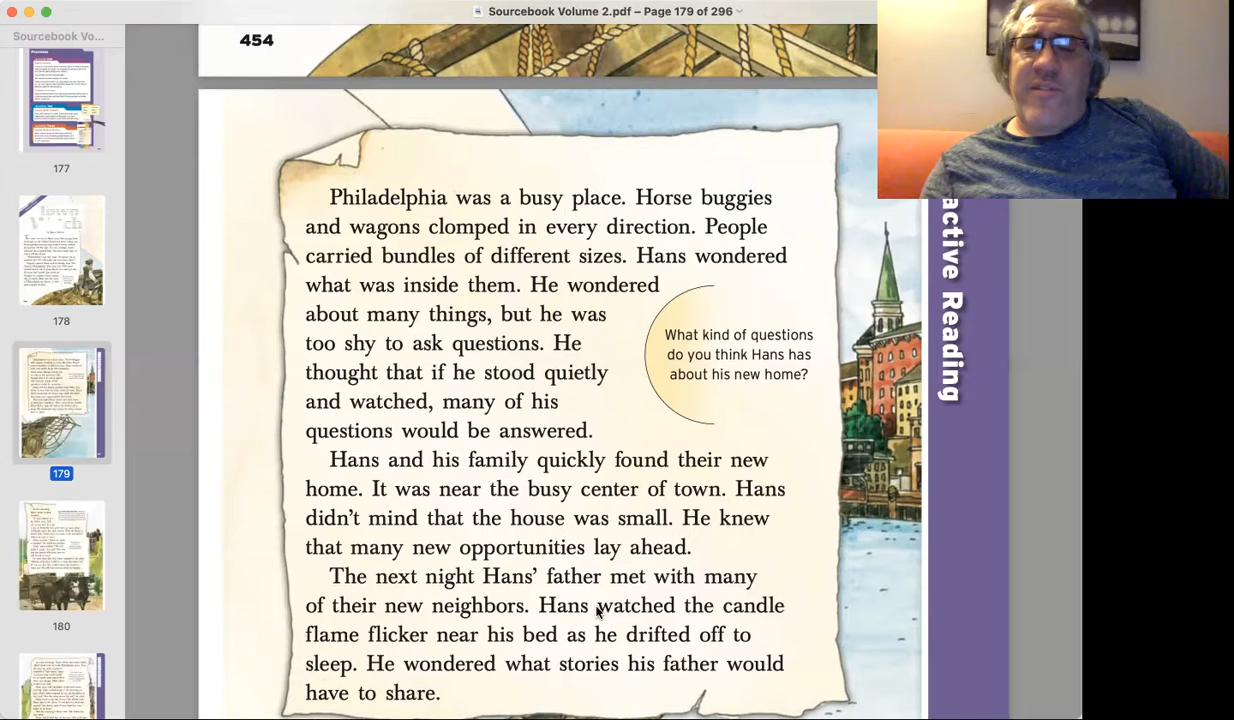 Sourcebook Volume 2.pdf – Page 179 of 296
Sourcebook Vo...
177
178
179
180
454
Philadelphia was a busy place. Horse buggies
and wagons clomped in every direction. People
carried bundles of different sizes. Hans wondered
what was inside them. He wondered
about many things, but he was
too shy to ask questions. He
thought that if he stood quietly
and watched, many of his
questions would be answered.
What kind of questions
do you think Hans has
about his new home?
Hans and his family quickly found their new
home. It was near the busy center of town. Hans
didn't mind that the house was small. He knew
that many new opportunities lay ahead.
The next night Hans' father met with many
of their new neighbors. Hans watched the candle
flame flicker near his bed as he drifted off to
sleep. He wondered what stories his father would
have to share.
active Reading